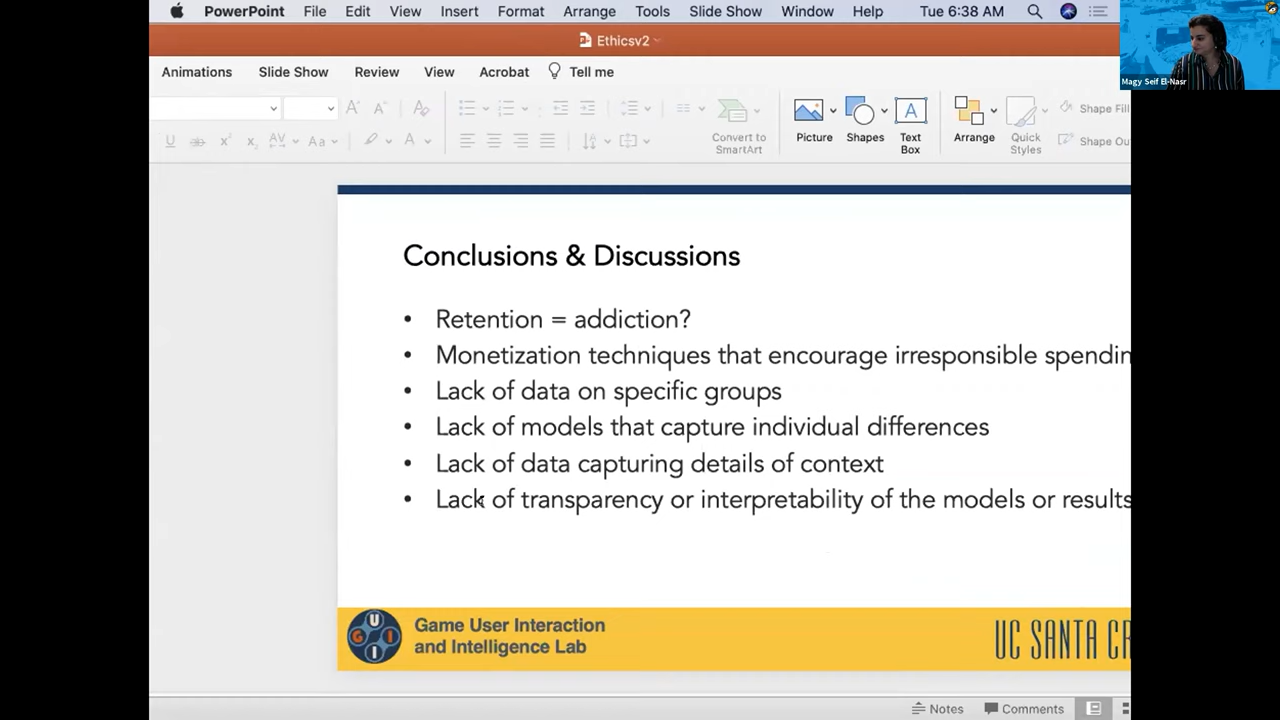 PowerPoint File Edit View Insert Format Arrange Tools Slide Show Window Help Tue 6:38 AM
Ethicsv2
Magy Seif El-Nasr
Animations Slide Show Review View Acrobat Tell me
Picture Shapes Text Box Arrange Quick Styles Shape Fill
Convert to SmartArt
Shape Ou
Conclusions & Discussions
• Retention = addiction?
• Monetization techniques that encourage irresponsible spendin
• Lack of data on specific groups
• Lack of models that capture individual differences
• Lack of data capturing details of context
• Lack of transparency or interpretability of the models or results
GUII
Game User Interaction
and Intelligence Lab
UC SANTA CR
Notes Comments